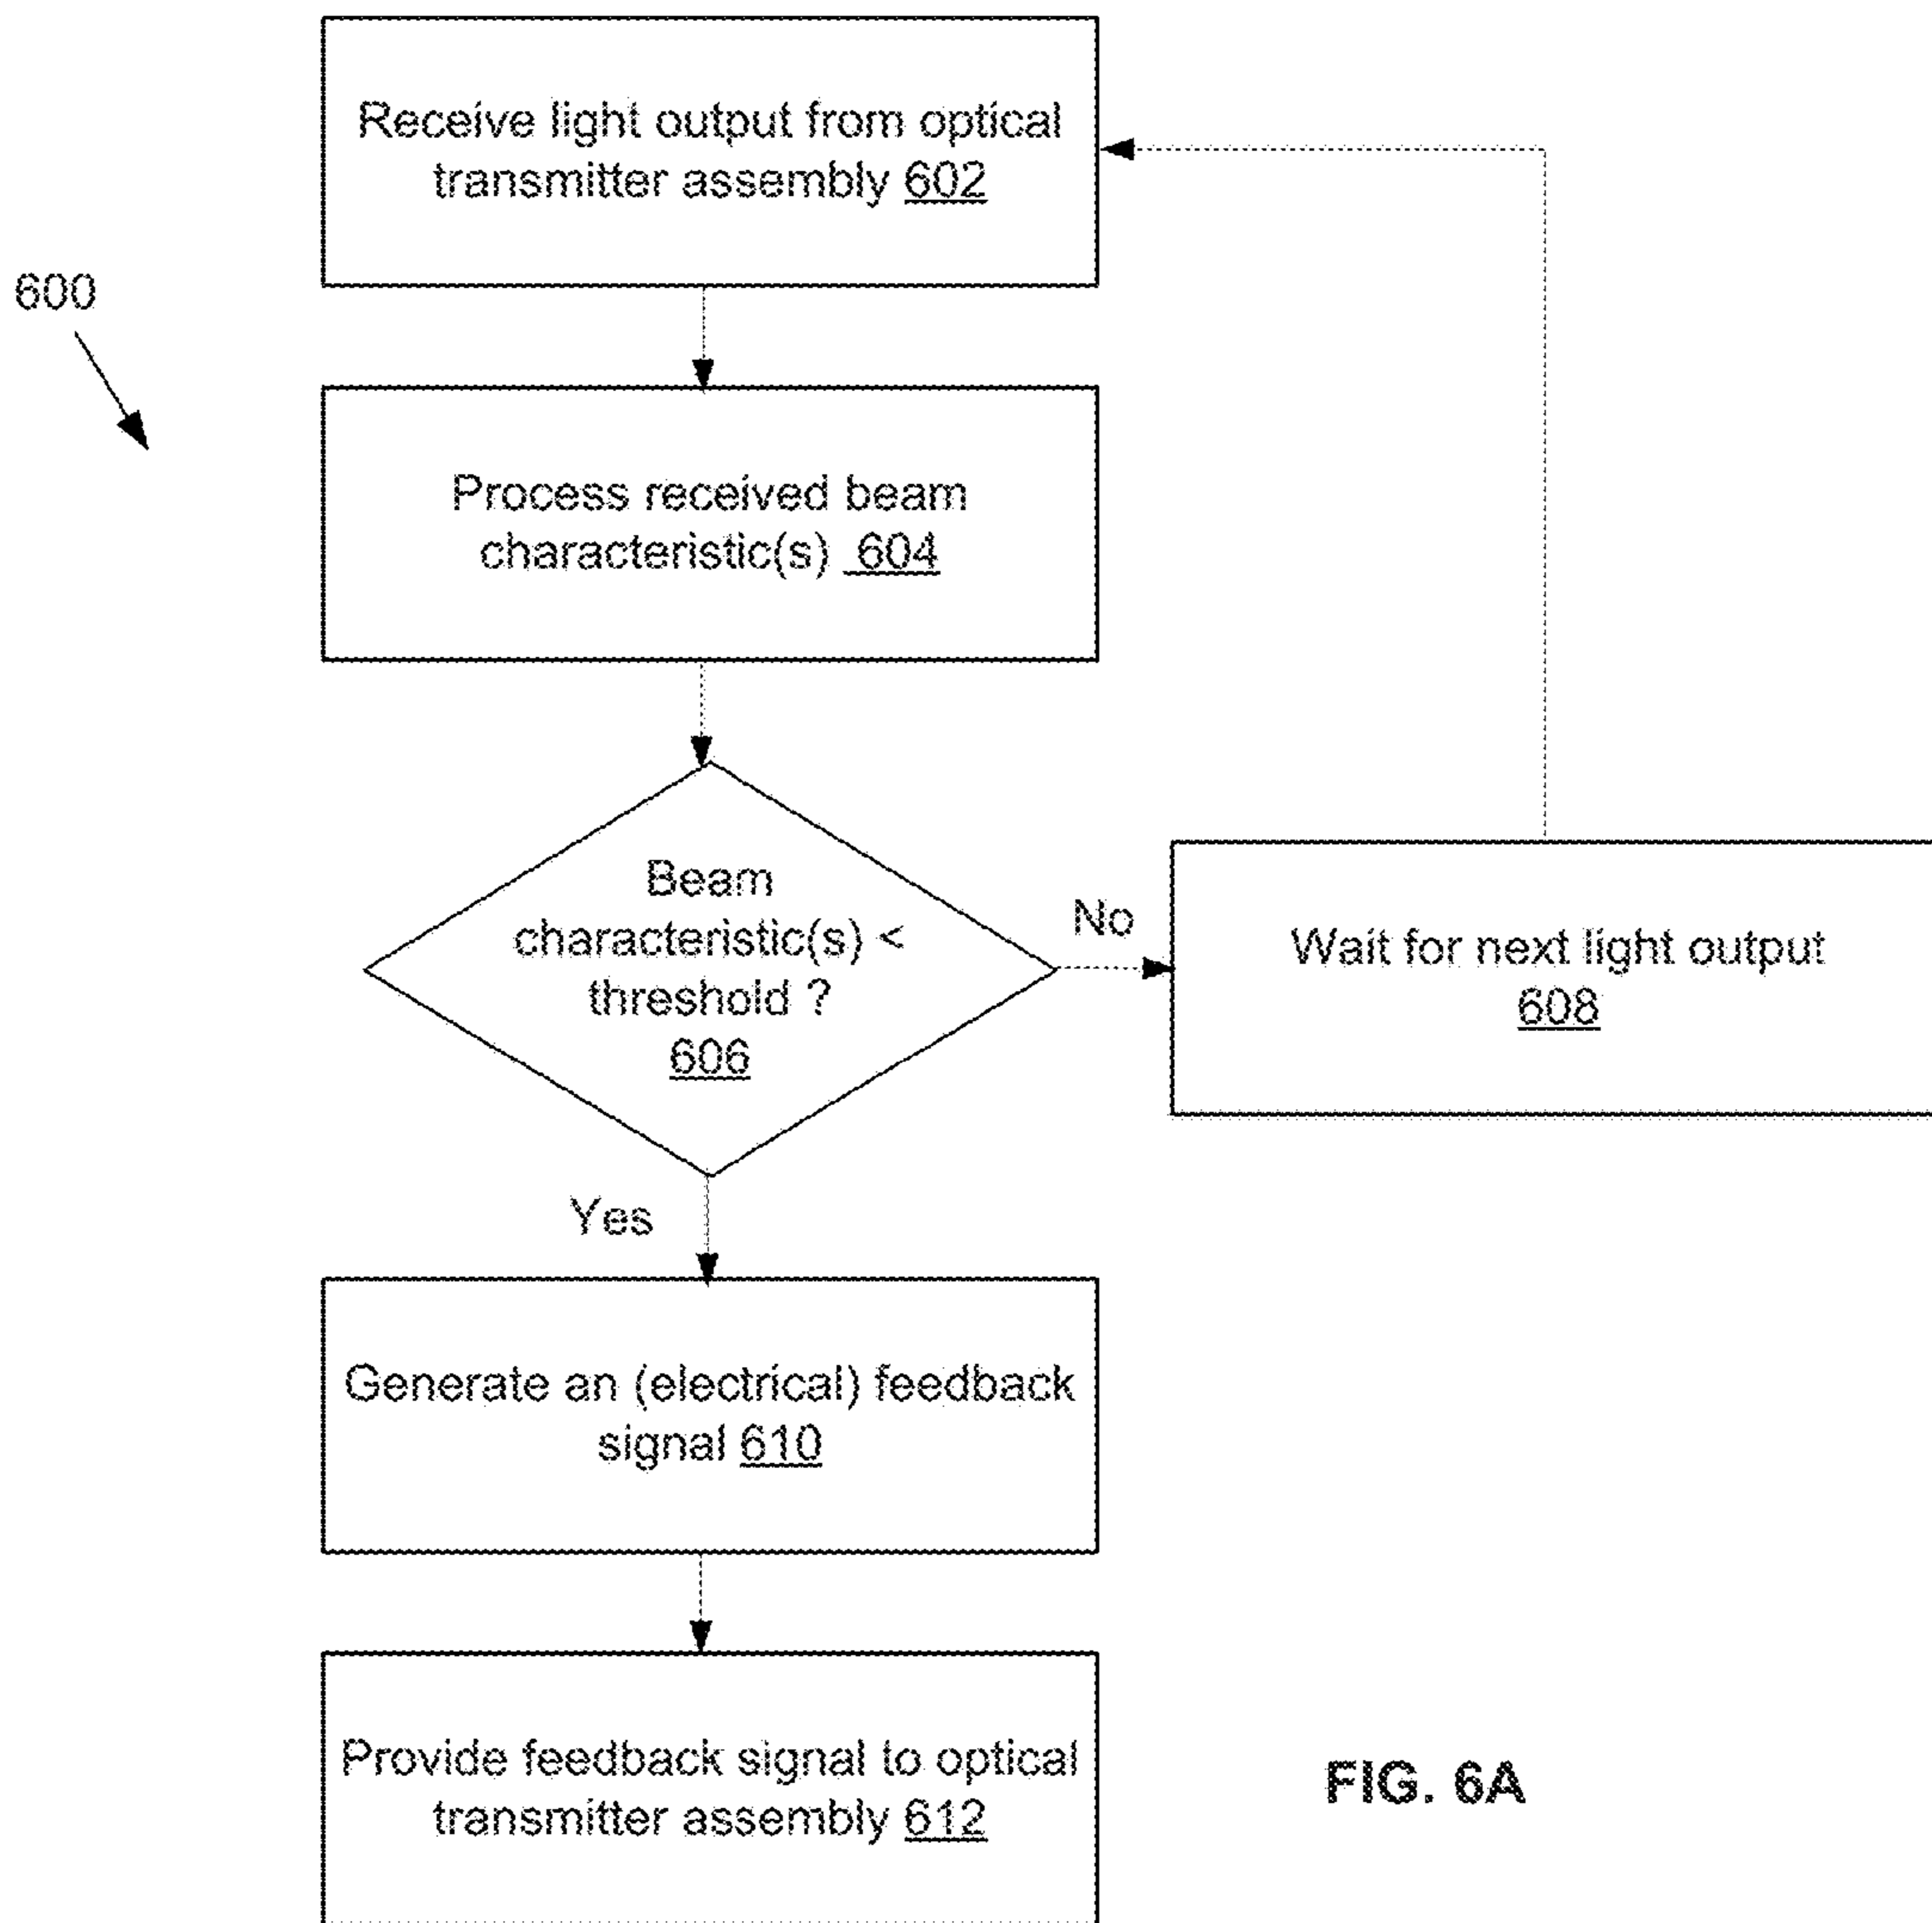 Receive light output from optical
transmitter assembly 602
600
Process received beam
characteristic(s) 604
Beam
characteristic(s) <
threshold ?
606
No
Wait for next light output
608
Yes
Generate an (electrical) feedback
signal 610
Provide feedback signal to optical
transmitter assembly 612
FIG. 6A